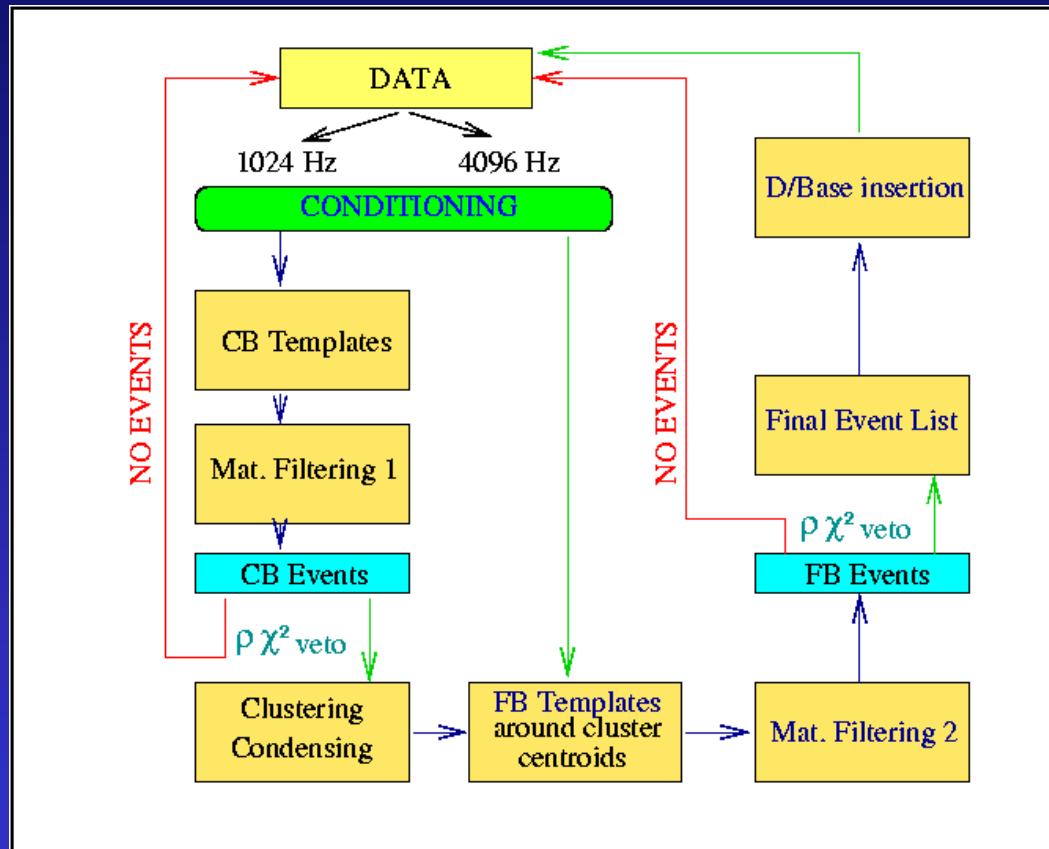 DATA
1024 Hz
4096 Hz
CONDITIONING
D/Base insertion
NO EVENTS
CB Templates
NO EVENTS
Final Event List
Mat. Filtering 1
ρ χ² veto
CB Events
FB Events
ρ χ² veto
Clustering
Condensing
FB Templates
around cluster
centroids
Mat. Filtering 2